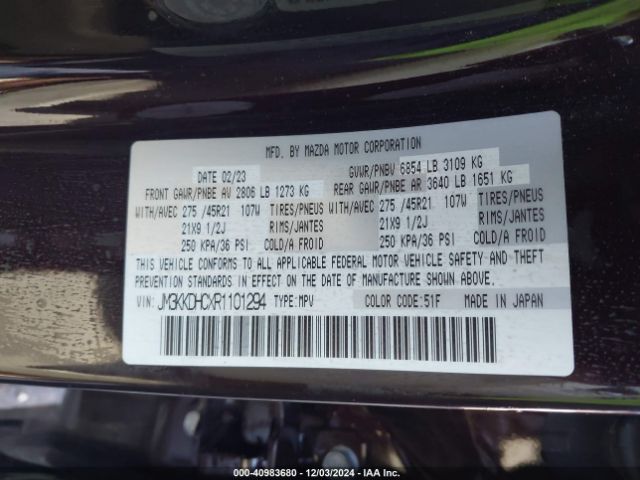 MFD. BY MAZDA MOTOR CORPORATION
DATE 02/23 GVWR/PNBV 6854 LB 3109 KG
FRONT GAWR/PNBE AV 2806 LB 1273 KG REAR GAWR/PNBE AR 3640 LB 1651 KG
WITH/AVEC 275 /45R21 107W TIRES/PNEUS WITH/AVEC 275 /45R21 107W TIRES/PNEUS
21X9 1/2J RIMS/JANTES 21X9 1/2J RIMS/JANTES
250 KPA/36 PSI COLD/A FROID 250 KPA/36 PSI COLD/A FROID
THIS VEHICLE CONFORMS TO ALL APPLICABLE FEDERAL MOTOR VEHICLE SAFETY AND THEFT
PREVENTION STANDARDS IN EFFECT ON THE DATE OF MANUFACTURE SHOWN ABOVE.
VIN: JM3KKDHCXR1101294 TYPE: MPV COLOR CODE: 51F MADE IN JAPAN
000-40983680 - 12/03/2024 - IAA Inc.